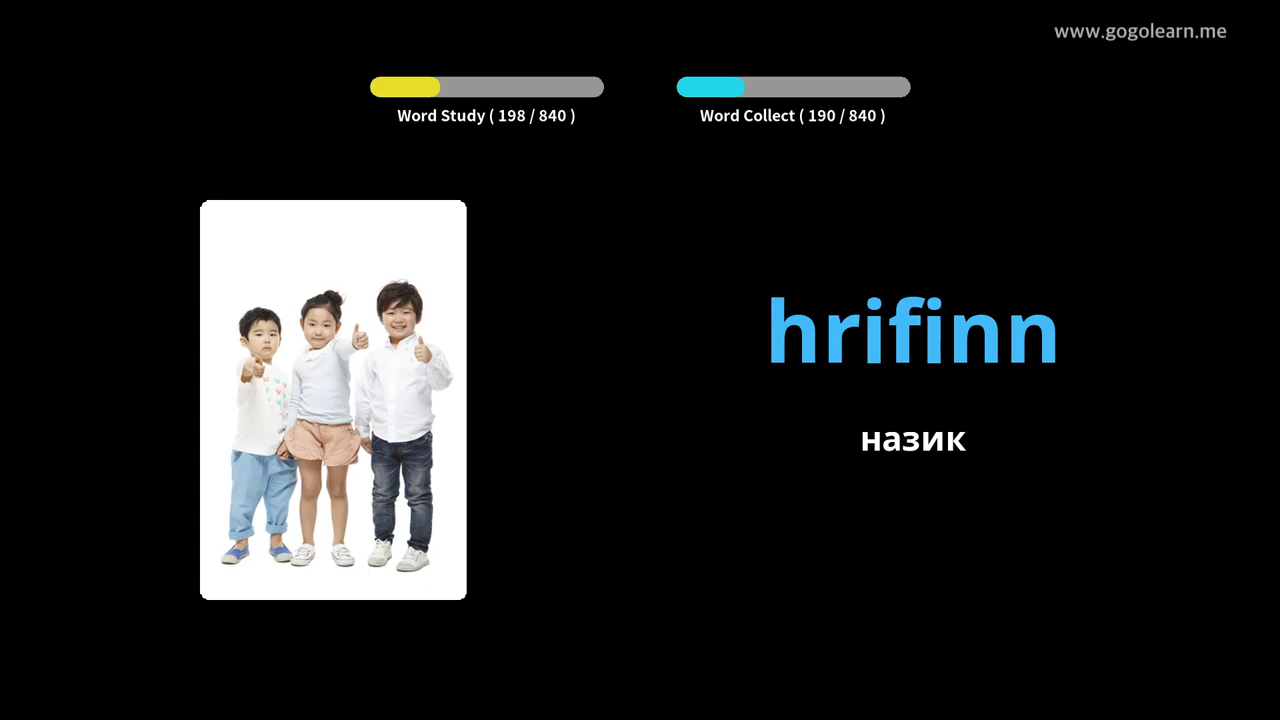 www.gogolearn.me
Word Study ( 198 / 840 )
Word Collect ( 190 / 840 )
hrifinn
назик